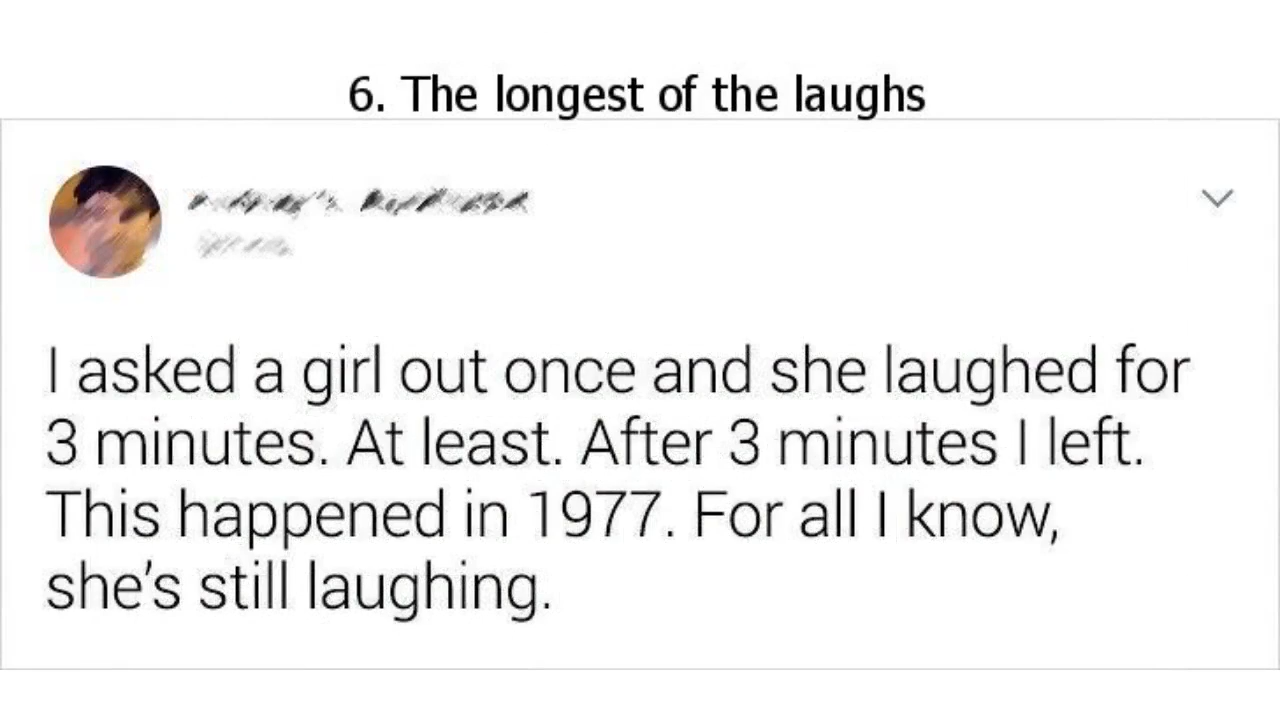 6. The longest of the laughs
I asked a girl out once and she laughed for
3 minutes. At least. After 3 minutes I left.
This happened in 1977. For all I know,
she's still laughing.